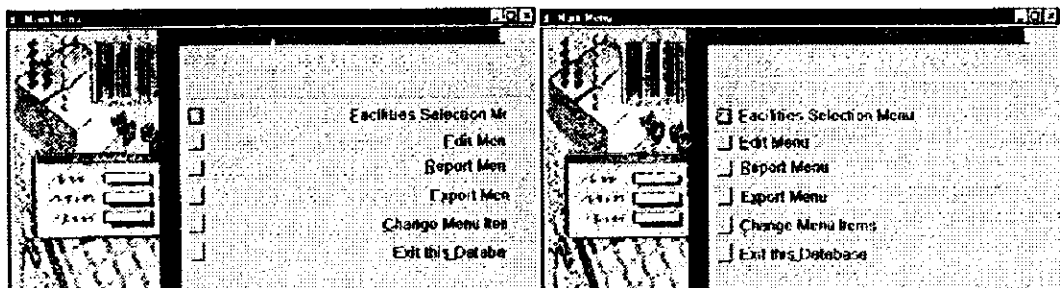 Main Menu
Facilities Selection Me
Edit Men
Report Men
Export Men
Change Menu Item
Exit this Databa
Main Menu
Facilities Selection Menu
Edit Menu
Report Menu
Export Menu
Change Menu Items
Exit this Database